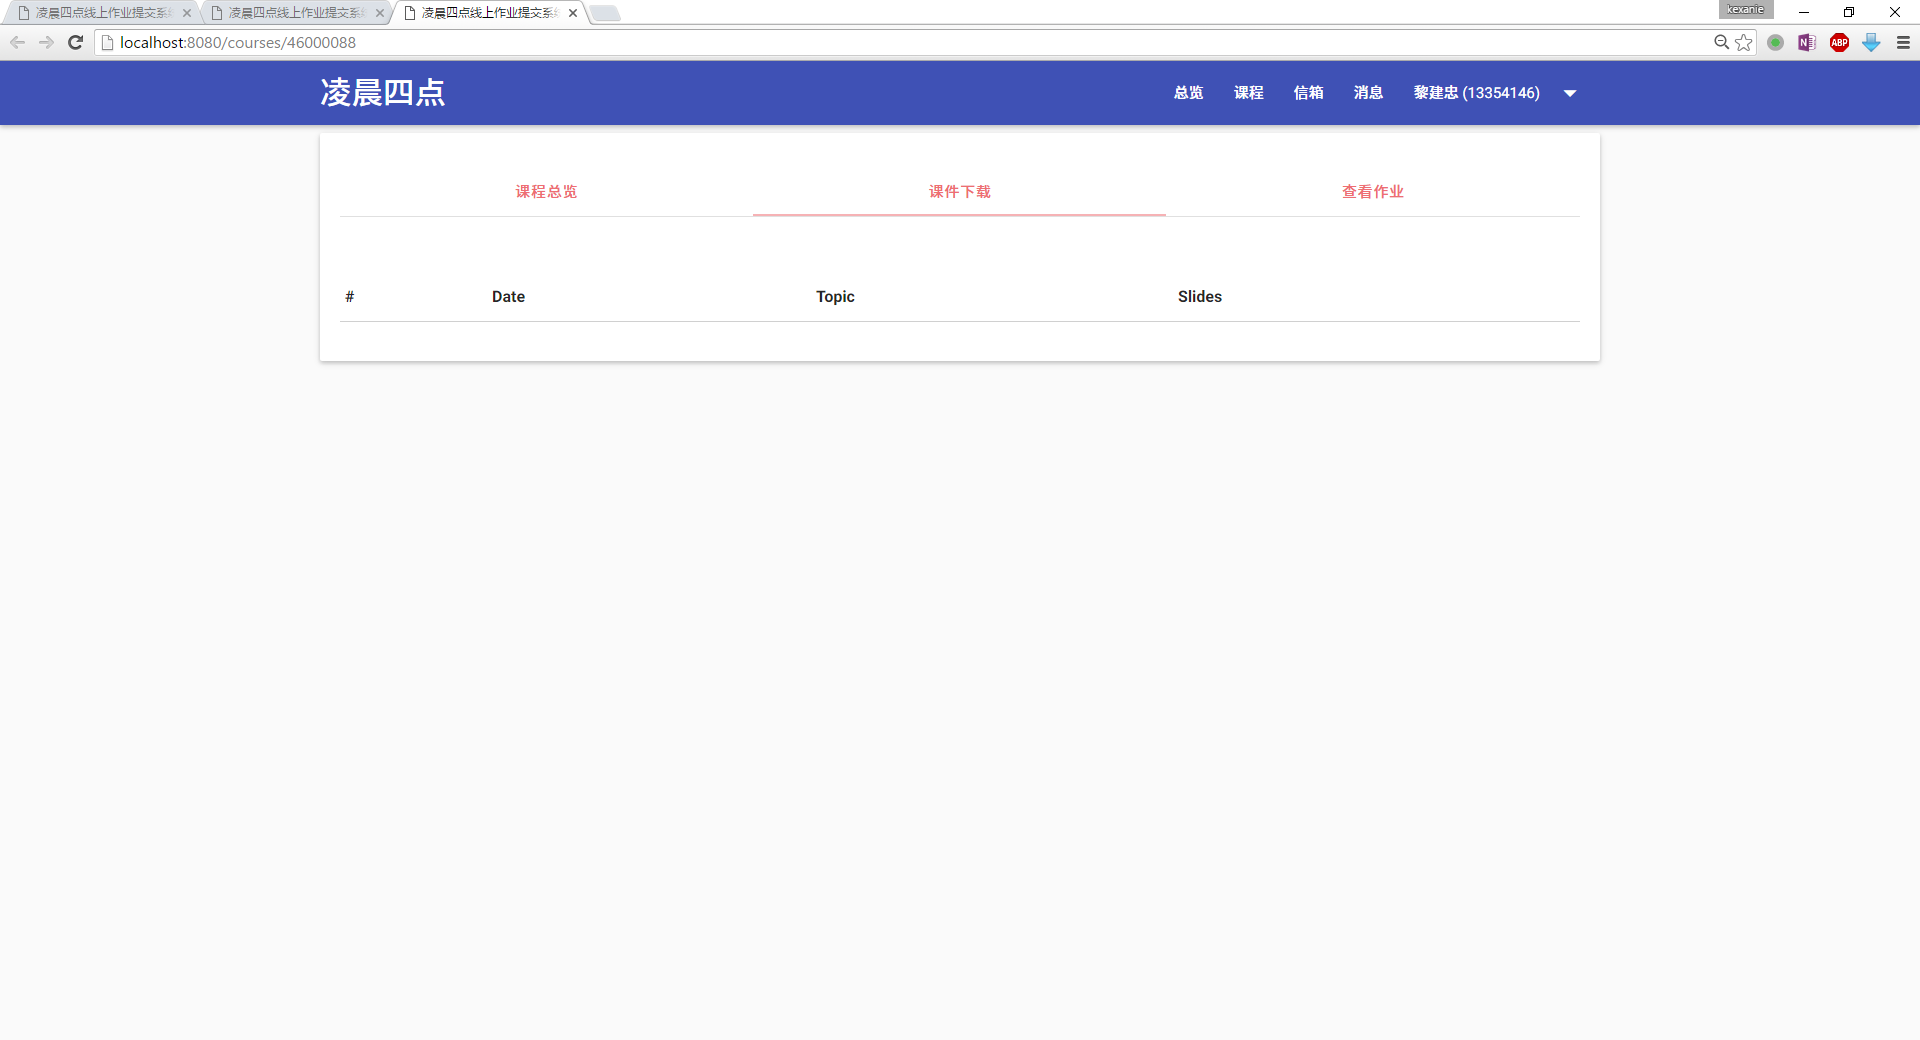 凌晨四点线上作业提交系
凌晨四点线上作业提交系
凌晨四点线上作业提交系
kexanie
localhost:8080/courses/46000088
N
ABP
凌晨四点
总览 课程 信箱 消息 黎建忠 (13354146)
课程总览 课件下载 查看作业
# Date Topic Slides